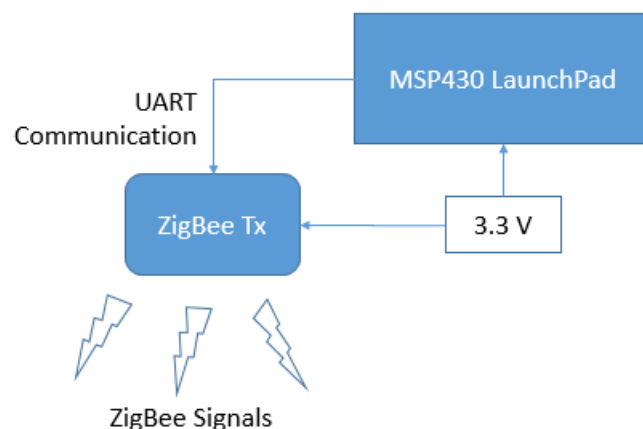 MSP430 LaunchPad
UART
Communication
ZigBee Tx
3.3 V
ZigBee Signals